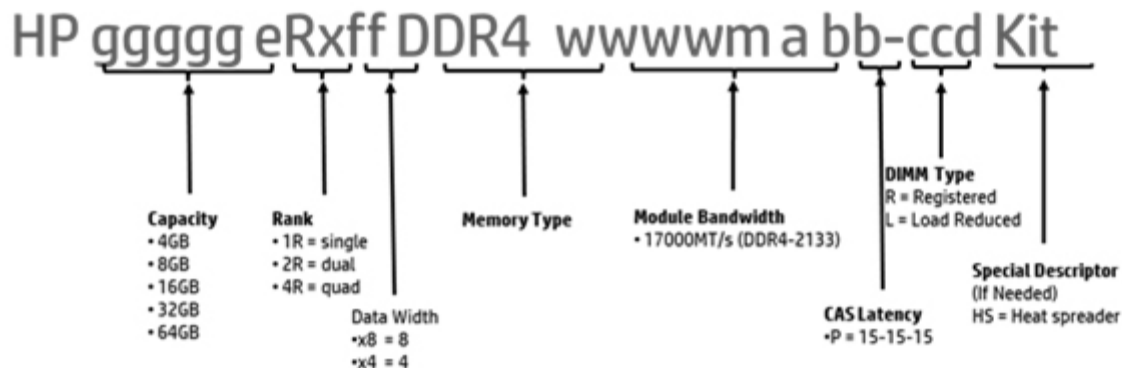 HP ggggg eRxff DDR4 wwwwm a bb-ccd Kit
Capacity
• 4GB
• 8GB
• 16GB
• 32GB
• 64GB
Rank
• 1R = single
• 2R = dual
• 4R = quad
Data Width
•x8 = 8
•x4 = 4
Memory Type
Module Bandwidth
• 17000MT/s (DDR4-2133)
CAS Latency
•P = 15-15-15
DIMM Type
R = Registered
L = Load Reduced
Special Descriptor
(If Needed)
HS = Heat spreader